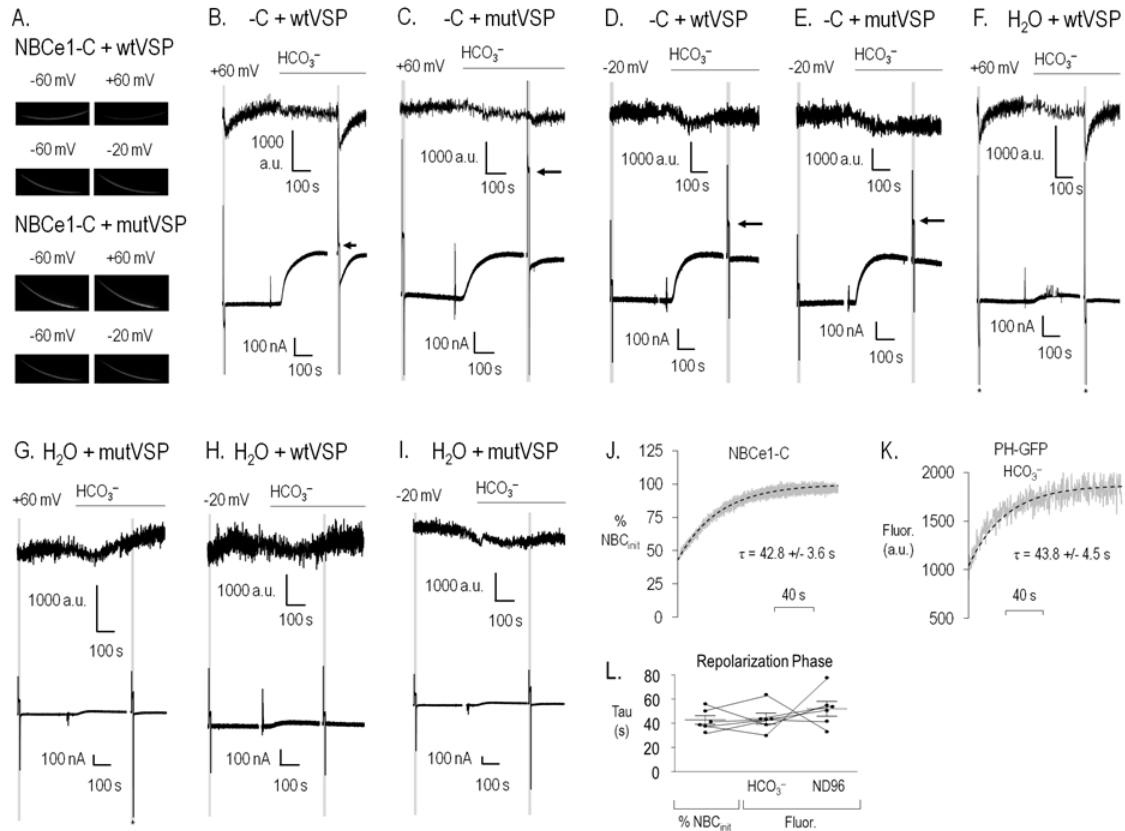 A.
NBCe1-C + wtVSP
-60 mV +60 mV
-60 mV -20 mV
NBCe1-C + mutVSP
-60 mV +60 mV
-60 mV -20 mV
B. -C + wtVSP
+60 mV HCO₃⁻
1000
a.u.
100 s
100 nA
100 s
C. -C + mutVSP
+60 mV HCO₃⁻
1000 a.u.
100 s
100 nA
100 s
D. -C + wtVSP
-20 mV HCO₃⁻
1000 a.u.
100 s
100 nA
100 s
E. -C + mutVSP
-20 mV HCO₃⁻
1000 a.u.
100 s
100 nA
100 s
F. H₂O + wtVSP
+60 mV HCO₃⁻
1000 a.u.
100 s
100 nA
100 s
* *
G. H₂O + mutVSP
+60 mV HCO₃⁻
1000 a.u.
100 s
100 nA
100 s
*
H. H₂O + wtVSP
-20 mV HCO₃⁻
1000 a.u.
100 s
100 nA
100 s
I. H₂O + mutVSP
-20 mV HCO₃⁻
1000 a.u.
100 s
100 nA
100 s
J. NBCe1-C
125
100
75
50
25
0
%
NBCinit
τ = 42.8 +/- 3.6 s
40 s
K. PH-GFP
HCO₃⁻
2000
1500
1000
500
Fluor.
(a.u.)
τ = 43.8 +/- 4.5 s
40 s
L. Repolarization Phase
80
60
40
20
0
Tau
(s)
HCO₃⁻ ND96
% NBCinit Fluor.